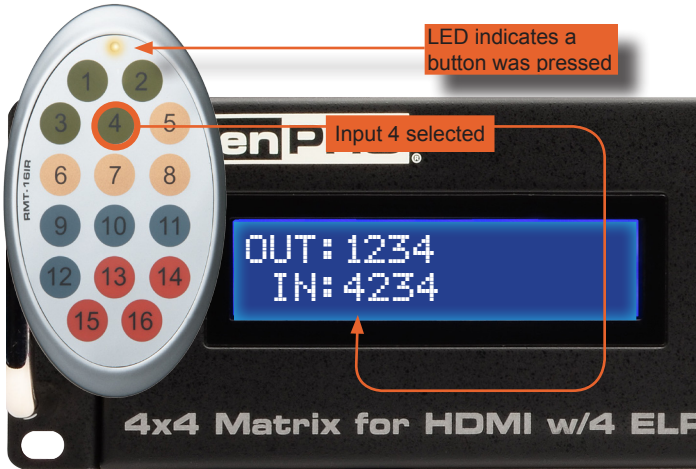 LED indicates a
button was pressed
1 2
3 4 5
6 7 8
9 10 11
12 13 14
15 16
RMT-16IR
Input 4 selected
®
OUT:1234
IN:4234
4x4 Matrix for HDMI w/4